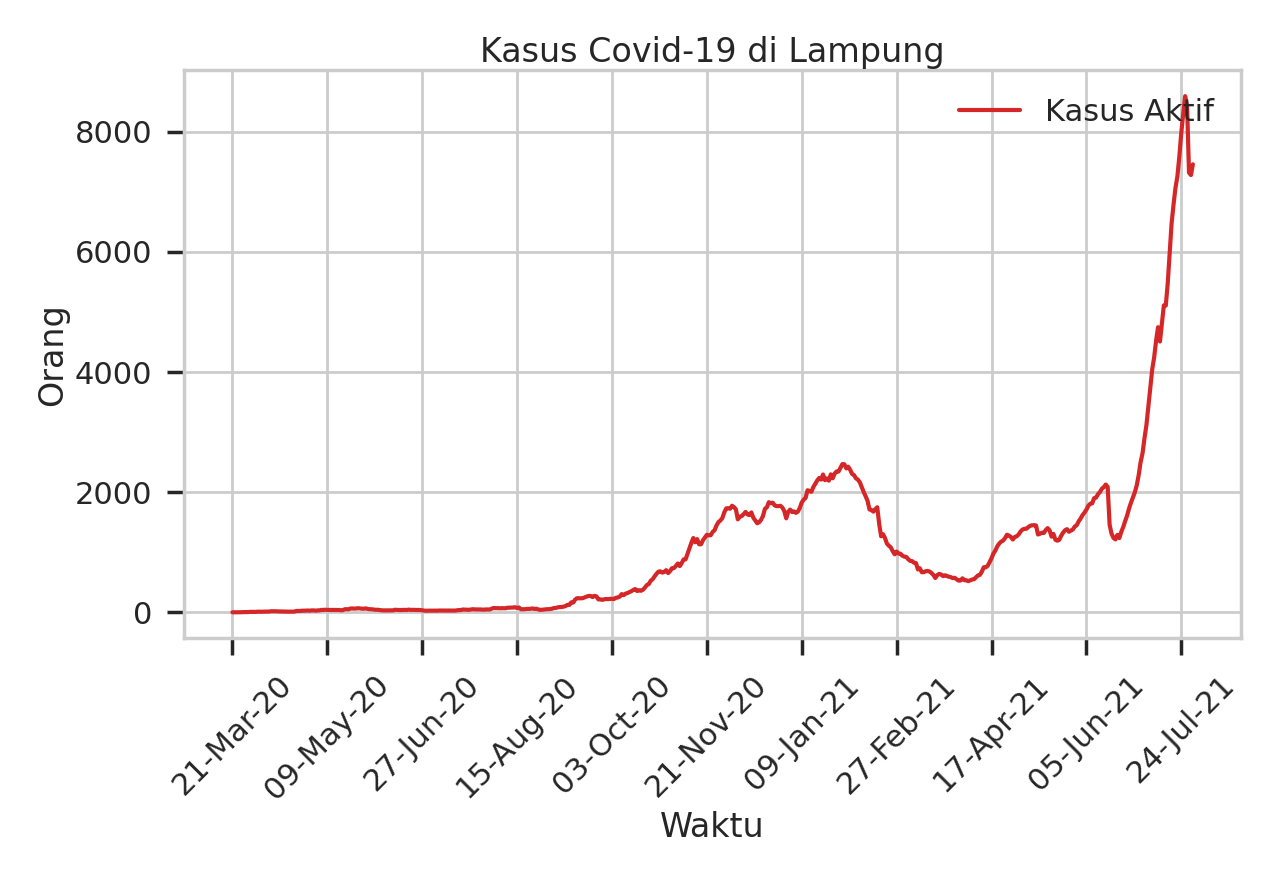 Kasus Covid-19 di Lampung
Kasus Aktif
Orang
8000
6000
4000
2000
0
21-Mar-20
09-May-20
27-Jun-20
15-Aug-20
03-Oct-20
21-Nov-20
09-Jan-21
27-Feb-21
17-Apr-21
05-Jun-21
24-Jul-21
Waktu